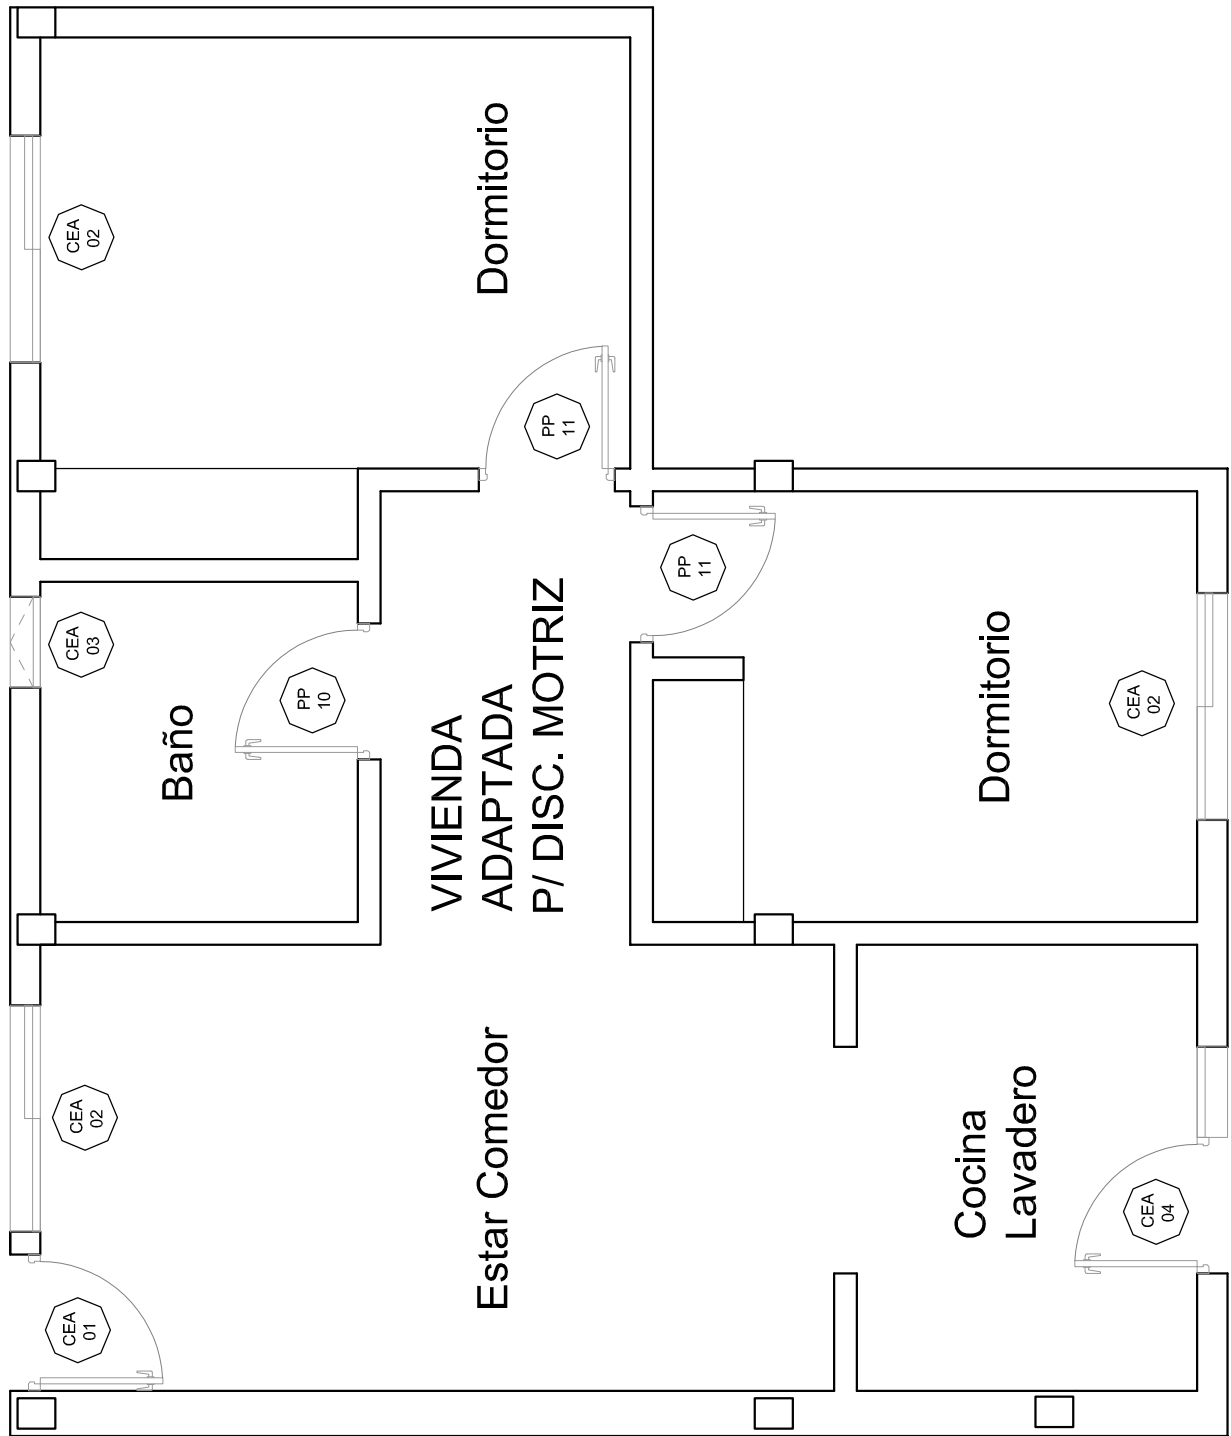 CEA
01
CEA
02
CEA
03
CEA
02
Baño
PP
10
Estar Comedor
VIVIENDA
ADAPTADA
P/ DISC. MOTRIZ
Dormitorio
PP
11
PP
11
Cocina
Lavadero
Dormitorio
CEA
04
CEA
02